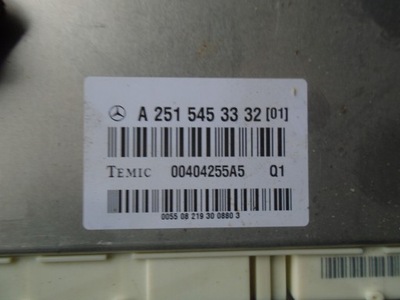 A 251 545 33 32 [01]
TEMIC 00404255A5 Q1
0055 08 219 30 0880 3